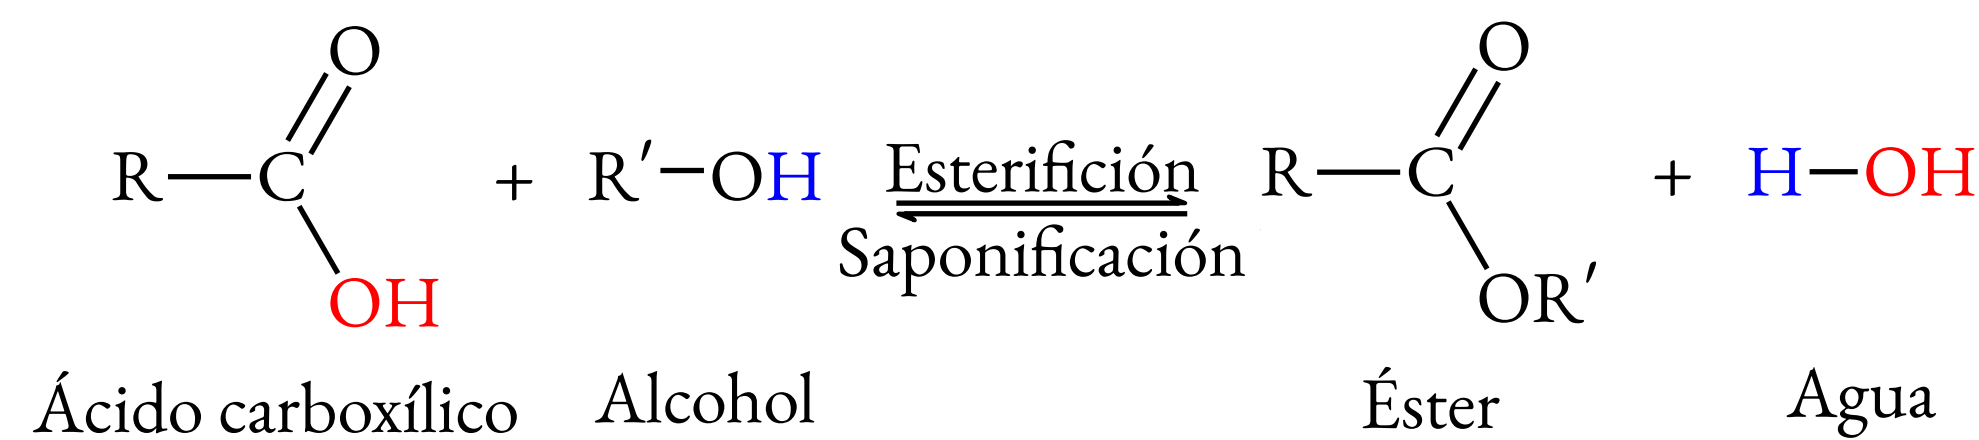 O O
R C + R′ OH Esterifición R C + H OH
Saponificación
OH OR′
Ácido carboxílico Alcohol Éster Agua